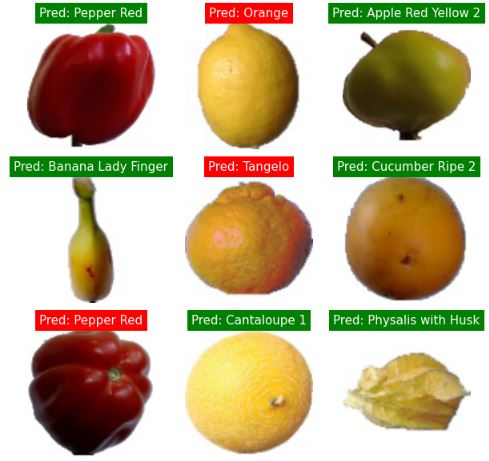 Pred: Pepper Red
Pred: Orange
Pred: Apple Red Yellow 2
Pred: Banana Lady Finger
Pred: Tangelo
Pred: Cucumber Ripe 2
Pred: Pepper Red
Pred: Cantaloupe 1
Pred: Physalis with Husk